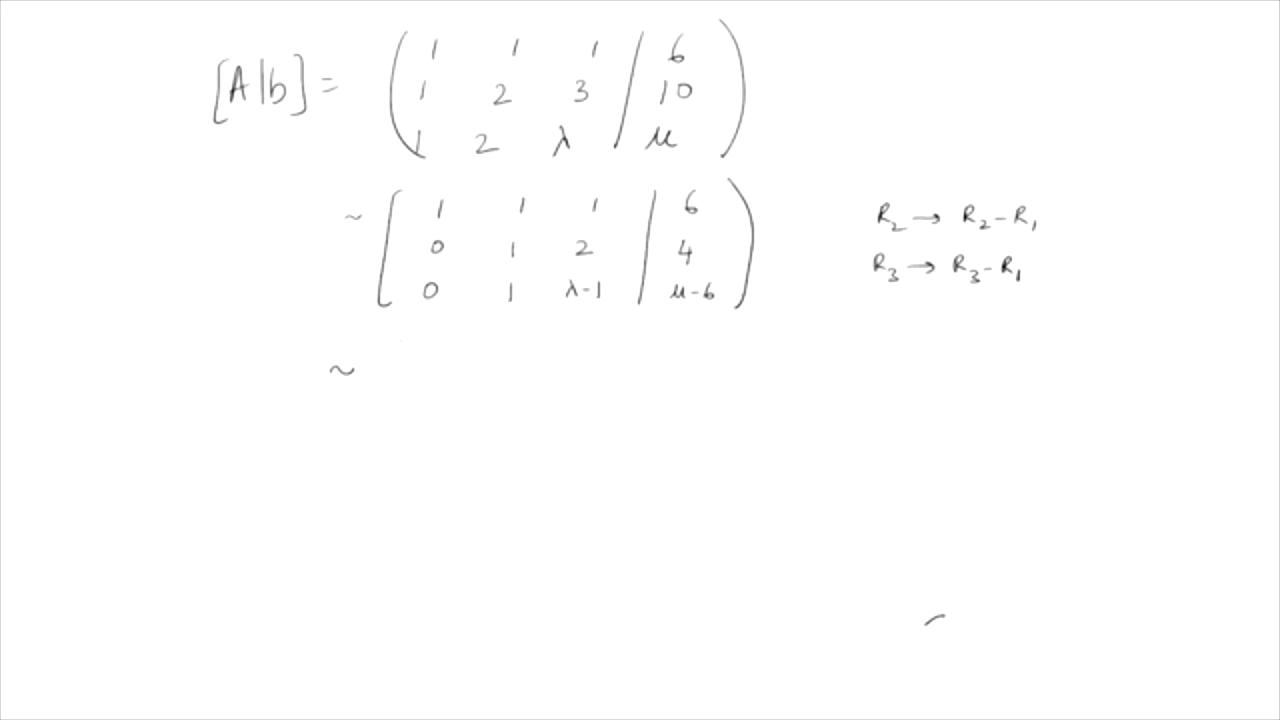 [A|b] = ( 1 1 1 | 6
1 2 3 | 10
1 2 λ | μ )
~ [ 1 1 1 | 6
0 1 2 | 4 R₂ → R₂-R₁
0 1 λ-1 | μ-6 ) R₃ → R₃-R₁
~